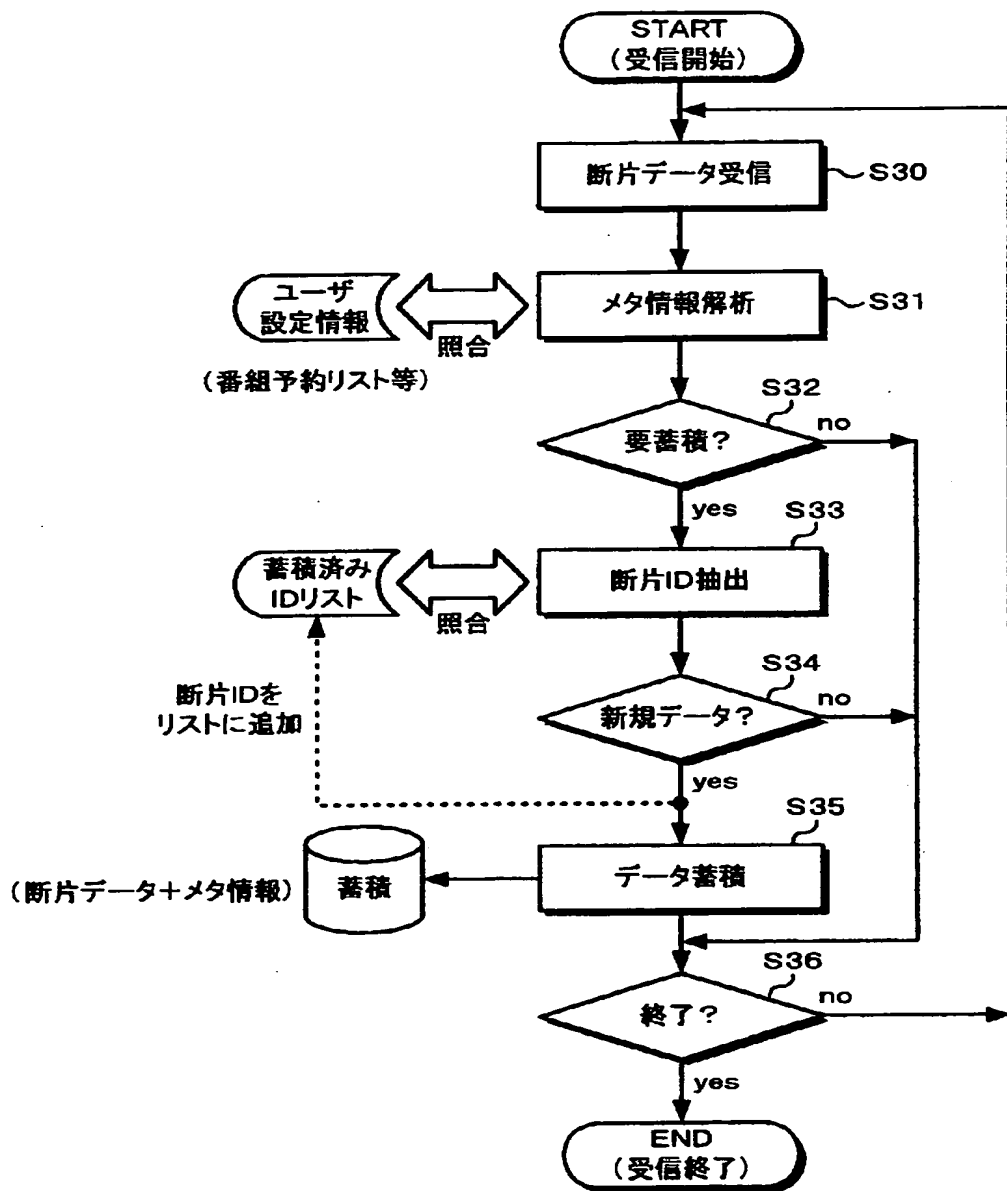 START
(受信開始)
断片データ受信
S30
ユーザ
設定情報
照合
メタ情報解析
S31
(番組予約リスト等)
S32
要蓄積?
no
yes
S33
蓄積済み
IDリスト
照合
断片ID抽出
S34
断片IDを
リストに追加
新規データ?
no
yes
S35
(断片データ+メタ情報)
蓄積
データ蓄積
S36
終了?
no
yes
END
(受信終了)